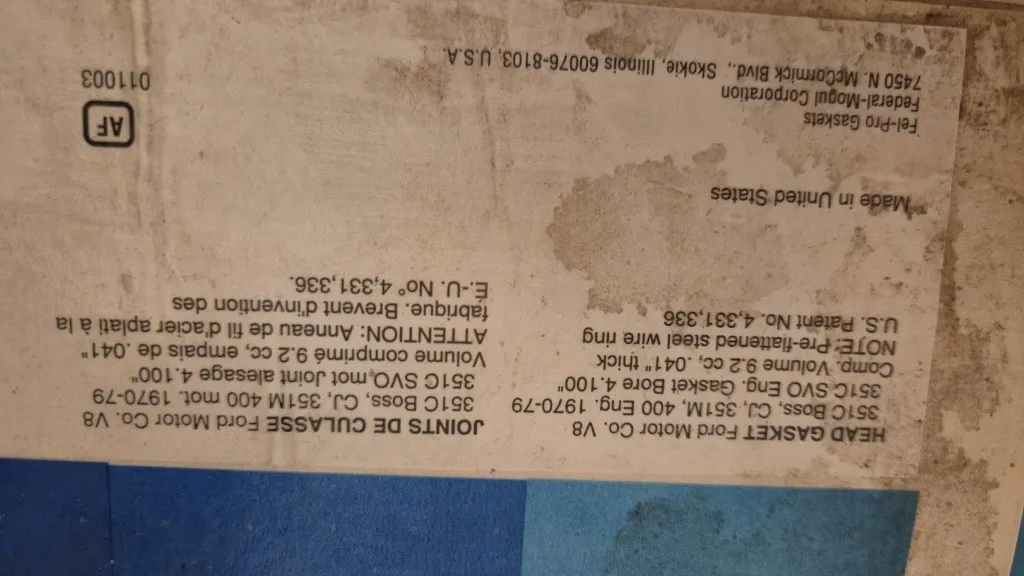 HEAD GASKET Ford Motor Co. V8
351C Boss, CJ, 351M, 400 Eng. 1970-79
351C SVO Eng. Gasket Bore 4.100"
Comp. Volume 9.2 cc, .041" thick
NOTE: Pre-flattened steel wire ring
U.S. Patent No. 4,331,336
JOINTS DE CULASSE Ford Motor Co. V8
351C Boss, CJ, 351M 400 mot. 1970-79
351C SVO mot Joint alesage 4.100"
Volume comprimé 9.2, cc, empais de .041"
ATTENTION: Anneau de fil d'acier aplati à la
fabrique. Brevent d'invention des
E.-U. No° 4,331,336.
Made in United States
Fel-Pro Gaskets
Federal-Mogul Corporation
7450 N. McCormick Blvd., Skokie, Illinois 60076-8103, U.S.A.
AF
011003